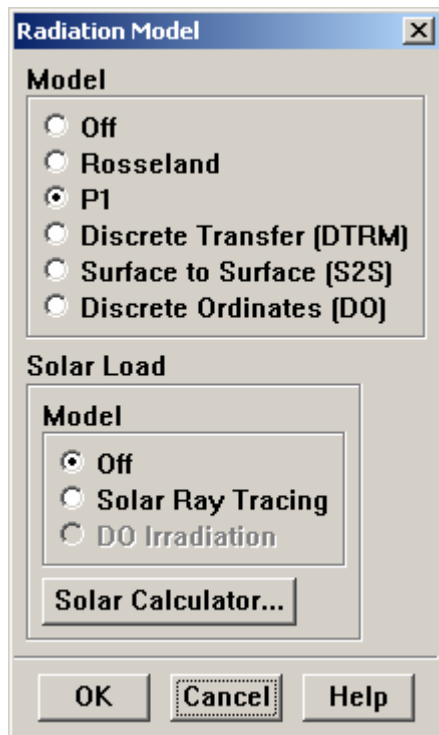 Radiation Model
Model
Off
Rosseland
P1
Discrete Transfer (DTRM)
Surface to Surface (S2S)
Discrete Ordinates (DO)
Solar Load
Model
Off
Solar Ray Tracing
DO Irradiation
Solar Calculator...
OK Cancel Help